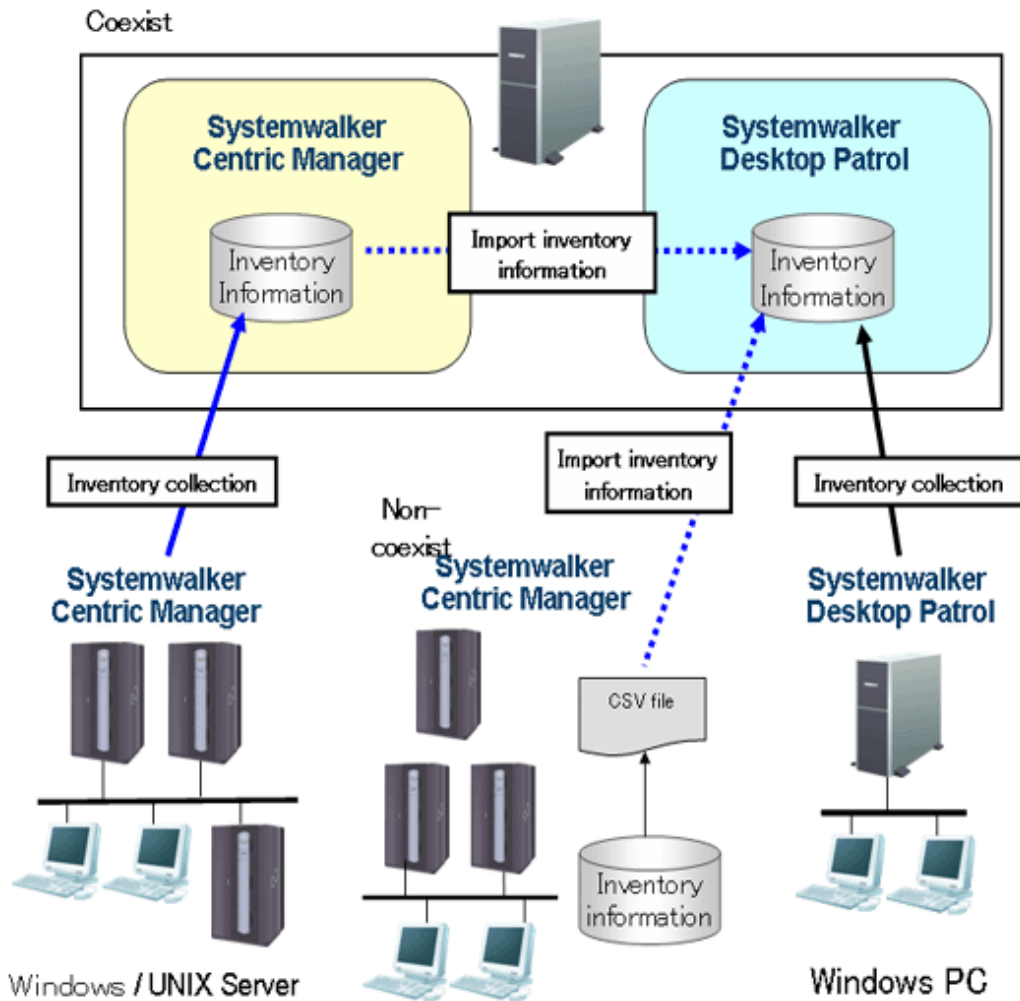 Coexist
Systemwalker
Centric Manager
Systemwalker
Desktop Patrol
Inventory
Information
Import inventory
information
Inventory
Information
Inventory collection
Import inventory
information
Inventory collection
Non-
coexist
Systemwalker
Centric Manager
Systemwalker
Centric Manager
Systemwalker
Desktop Patrol
CSV file
Inventory
information
Windows / UNIX Server
Windows PC